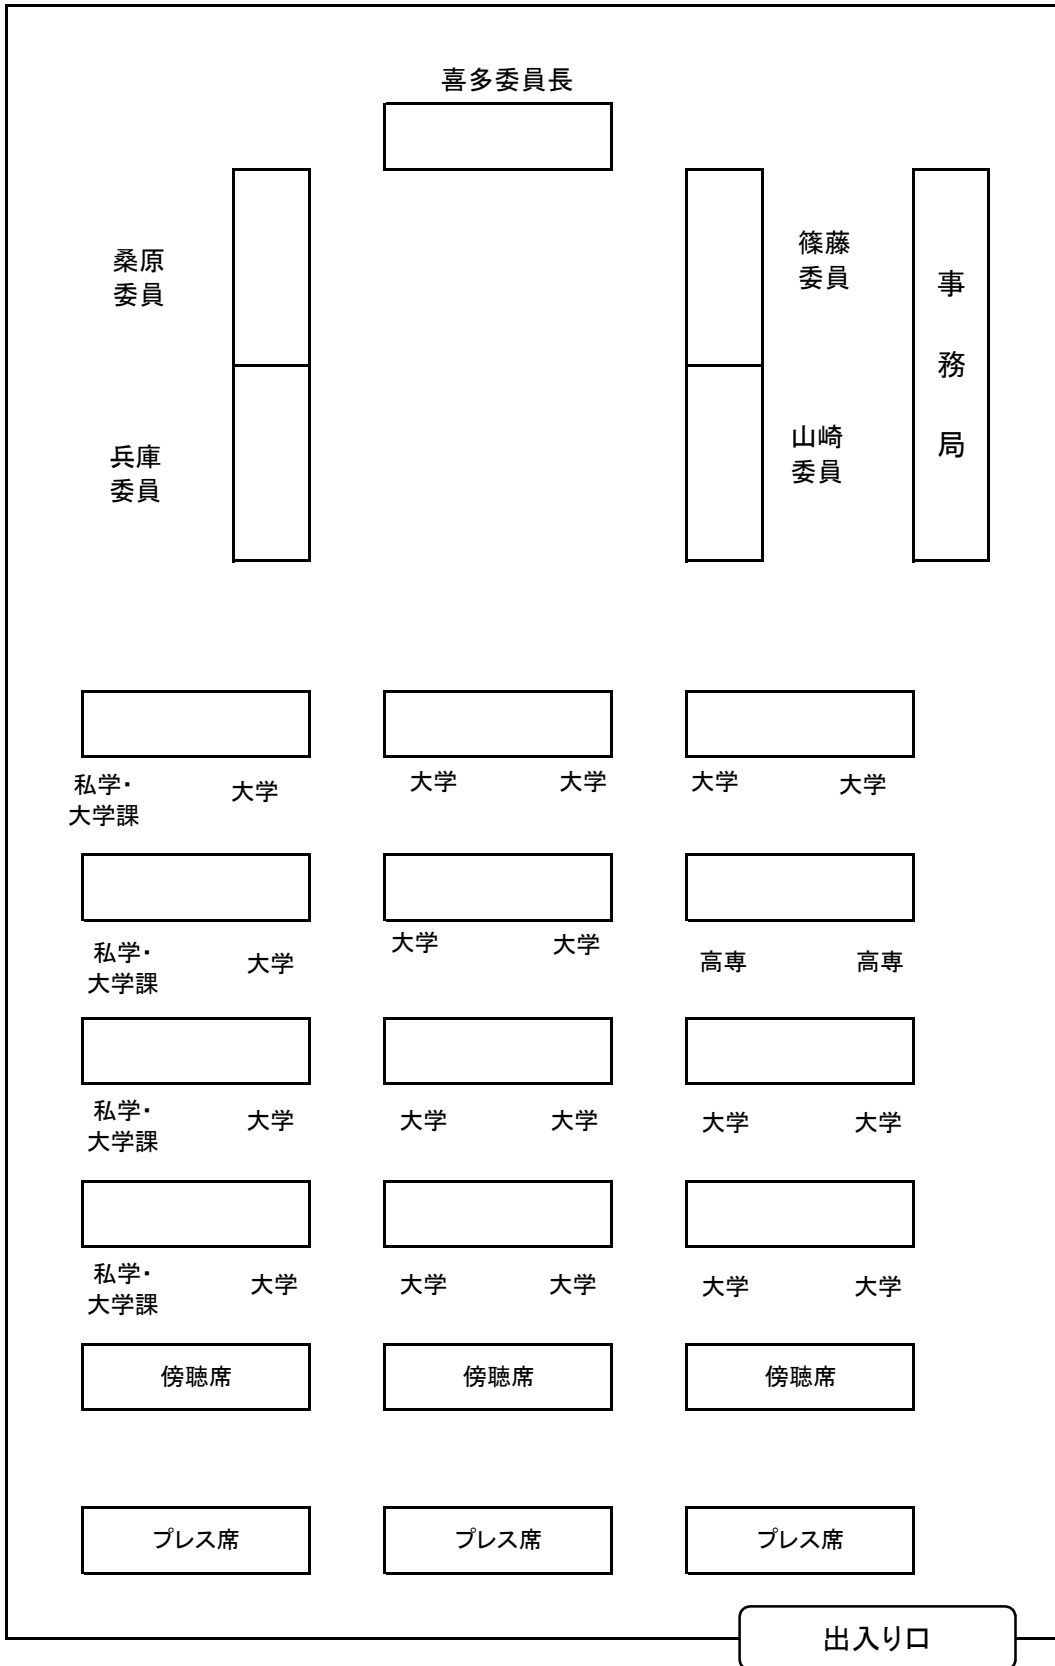 喜多委員長
桑原
委員
篠藤
委員
事
務
局
兵庫
委員
山崎
委員
私学・
大学課
大学
大学
大学
大学
大学
私学・
大学課
大学
大学
大学
高専
高専
私学・
大学課
大学
大学
大学
大学
大学
私学・
大学課
大学
大学
大学
大学
大学
傍聴席
傍聴席
傍聴席
プレス席
プレス席
プレス席
出入り口